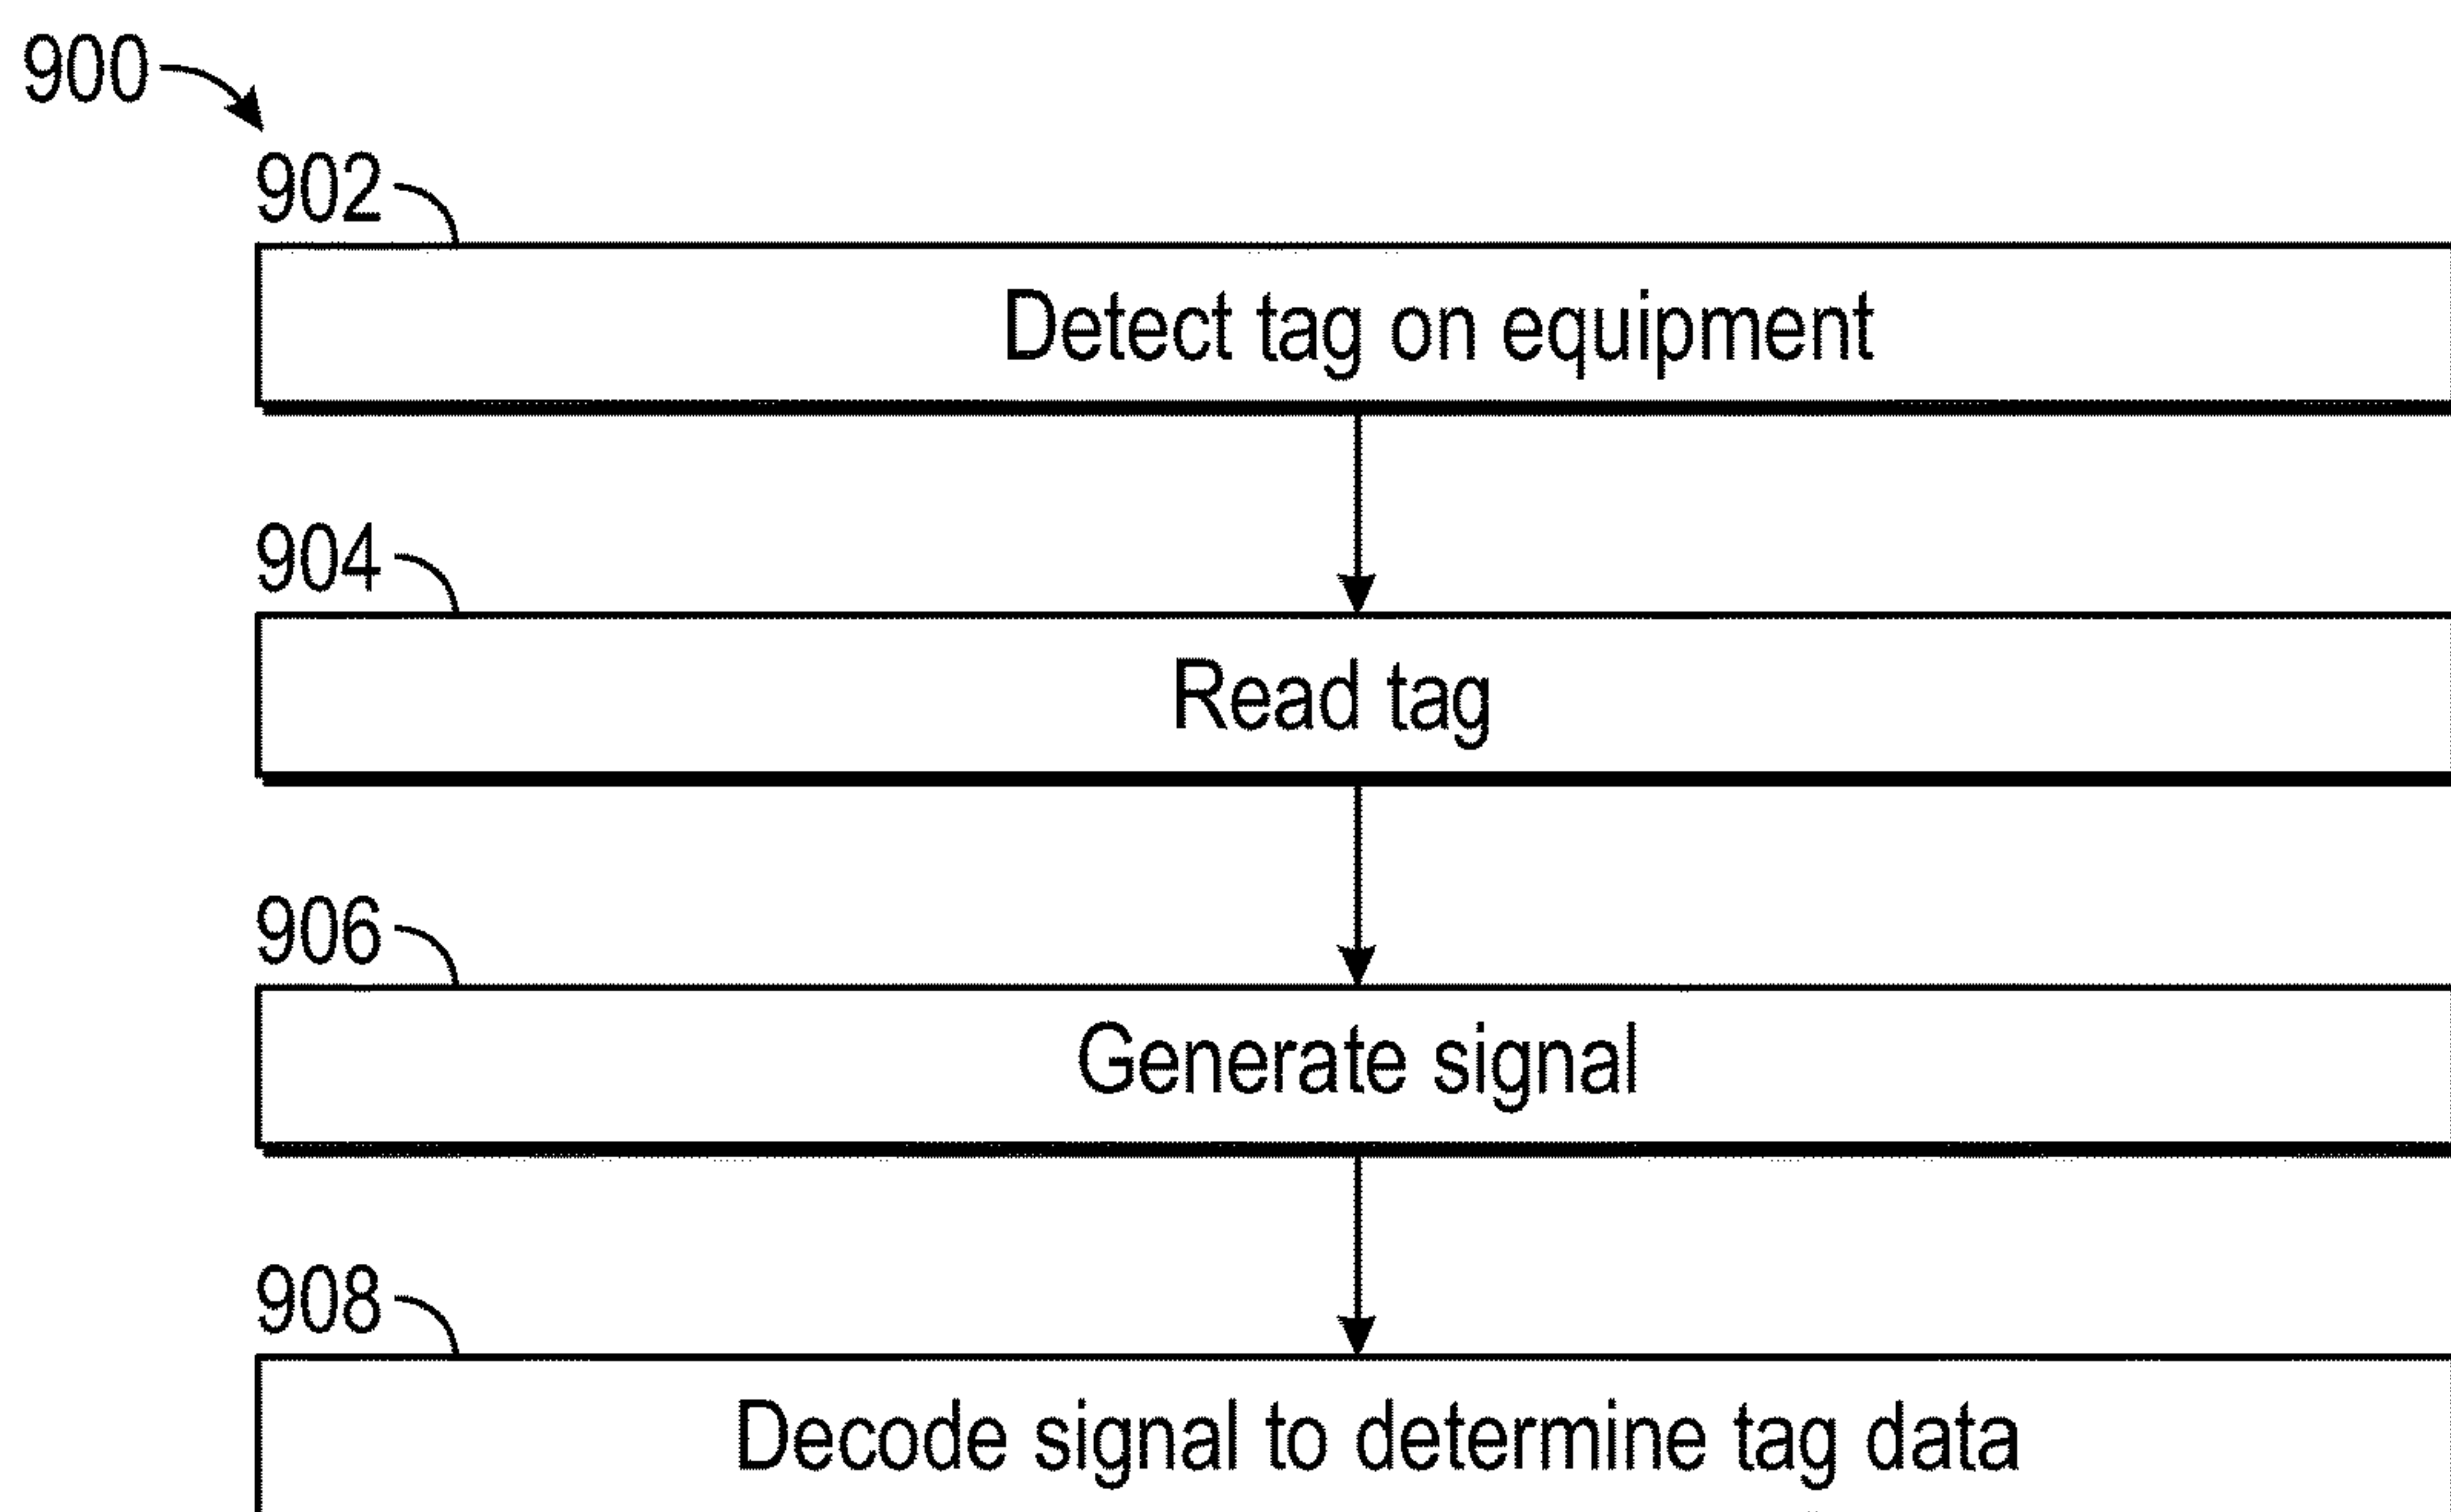 900
902
Detect tag on equipment
904
Read tag
906
Generate signal
908
Decode signal to determine tag data